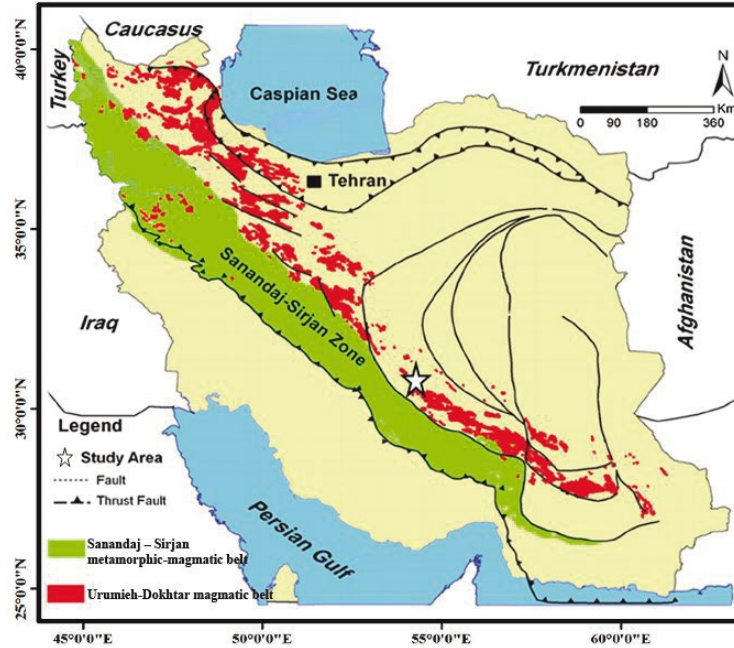 Caucasus
Turkey
Caspian Sea
Turkmenistan
N
Km
0 90 180 360
Tehran
Sanandaj-Sirjan Zone
Iraq
Afghanistan
Persian Gulf
Legend
Study Area
Fault
Thrust Fault
Sanandaj – Sirjan
metamorphic-magmatic belt
Urumieh-Dokhtar magmatic belt
40°0'0"N
35°0'0"N
30°0'0"N
25°0'0"N
45°0'0"E
50°0'0"E
55°0'0"E
60°0'0"E